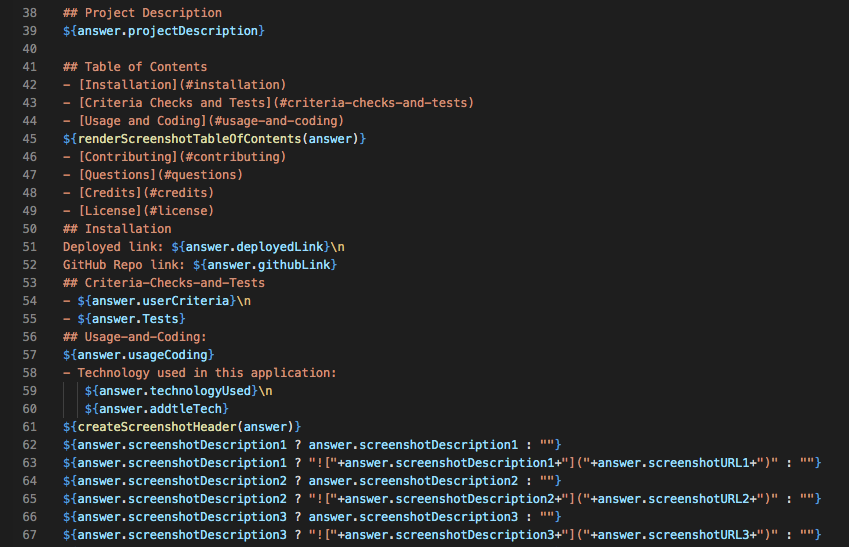 38 ## Project Description
39 ${answer.projectDescription}
40
41 ## Table of Contents
42 - [Installation](#installation)
43 - [Criteria Checks and Tests](#criteria-checks-and-tests)
44 - [Usage and Coding](#usage-and-coding)
45 ${renderScreenshotTableOfContents(answer)}
46 - [Contributing](#contributing)
47 - [Questions](#questions)
48 - [Credits](#credits)
49 - [License](#license)
50 ## Installation
51 Deployed link: ${answer.deployedLink}\n
52 GitHub Repo link: ${answer.githubLink}
53 ## Criteria-Checks-and-Tests
54 - ${answer.userCriteria}\n
55 - ${answer.Tests}
56 ## Usage-and-Coding:
57 ${answer.usageCoding}
58 - Technology used in this application:
59 ${answer.technologyUsed}\n
60 ${answer.addtleTech}
61 ${createScreenshotHeader(answer)}
62 ${answer.screenshotDescription1 ? answer.screenshotDescription1 : ""}
63 ${answer.screenshotDescription1 ? "!["+answer.screenshotDescription1+"]("+answer.screenshotURL1+")" : ""}
64 ${answer.screenshotDescription2 ? answer.screenshotDescription2 : ""}
65 ${answer.screenshotDescription2 ? "!["+answer.screenshotDescription2+"]("+answer.screenshotURL2+")" : ""}
66 ${answer.screenshotDescription3 ? answer.screenshotDescription3 : ""}
67 ${answer.screenshotDescription3 ? "!["+answer.screenshotDescription3+"]("+answer.screenshotURL3+")" : ""}